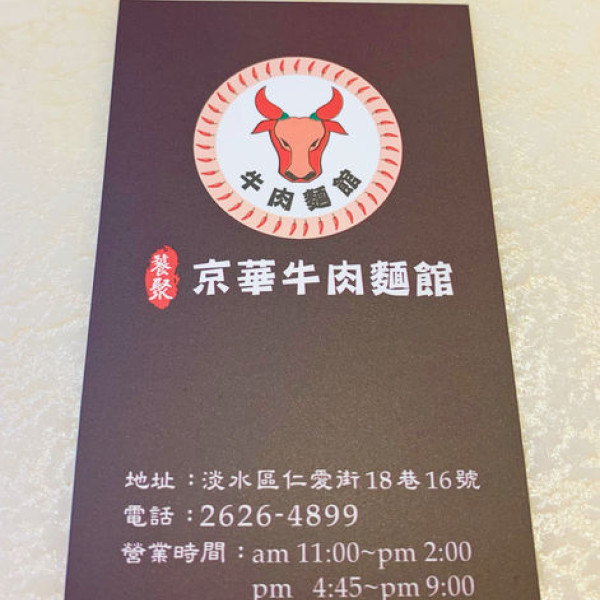 牛肉麵館
饗聚 京華牛肉麵館
地址：淡水區仁愛街18巷16號
電話：2626-4899
營業時間：am 11:00~pm 2:00
pm 4:45~pm 9:00